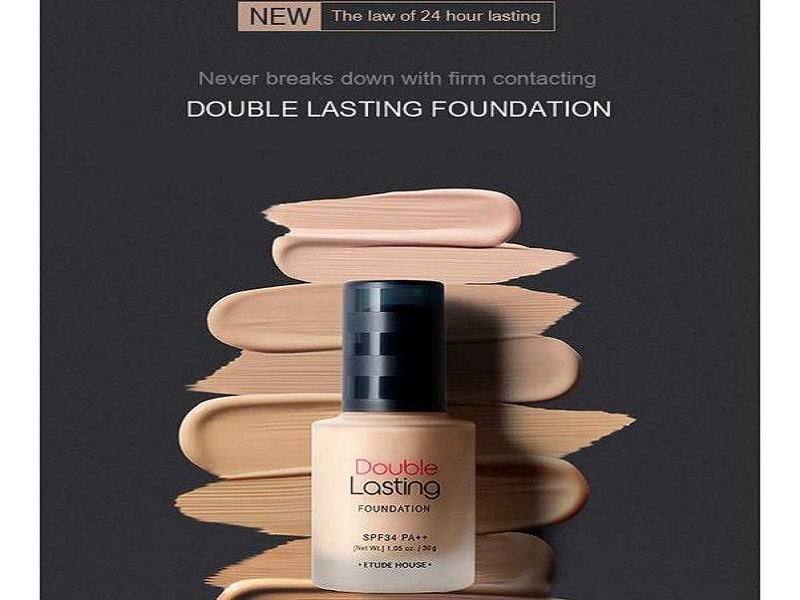 NEW The law of 24 hour lasting
Never breaks down with firm contacting
DOUBLE LASTING FOUNDATION
Double
Lasting
FOUNDATION
SPF34 PA++
[Net Wt.] 1.05 oz. / 30g
• ETUDE HOUSE •